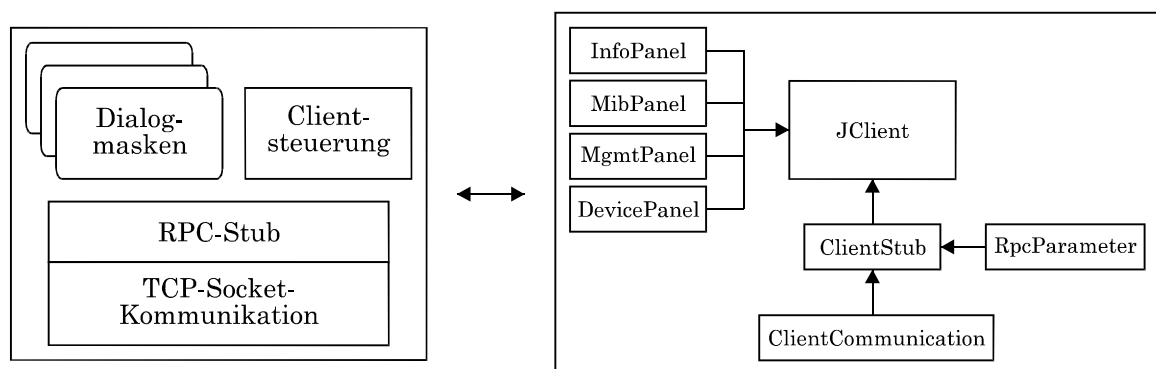 Dialog-
masken
Client-
steuerung
RPC-Stub
TCP-Socket-
Kommunikation
InfoPanel
MibPanel
MgmtPanel
DevicePanel
JClient
ClientStub
RpcParameter
ClientCommunication